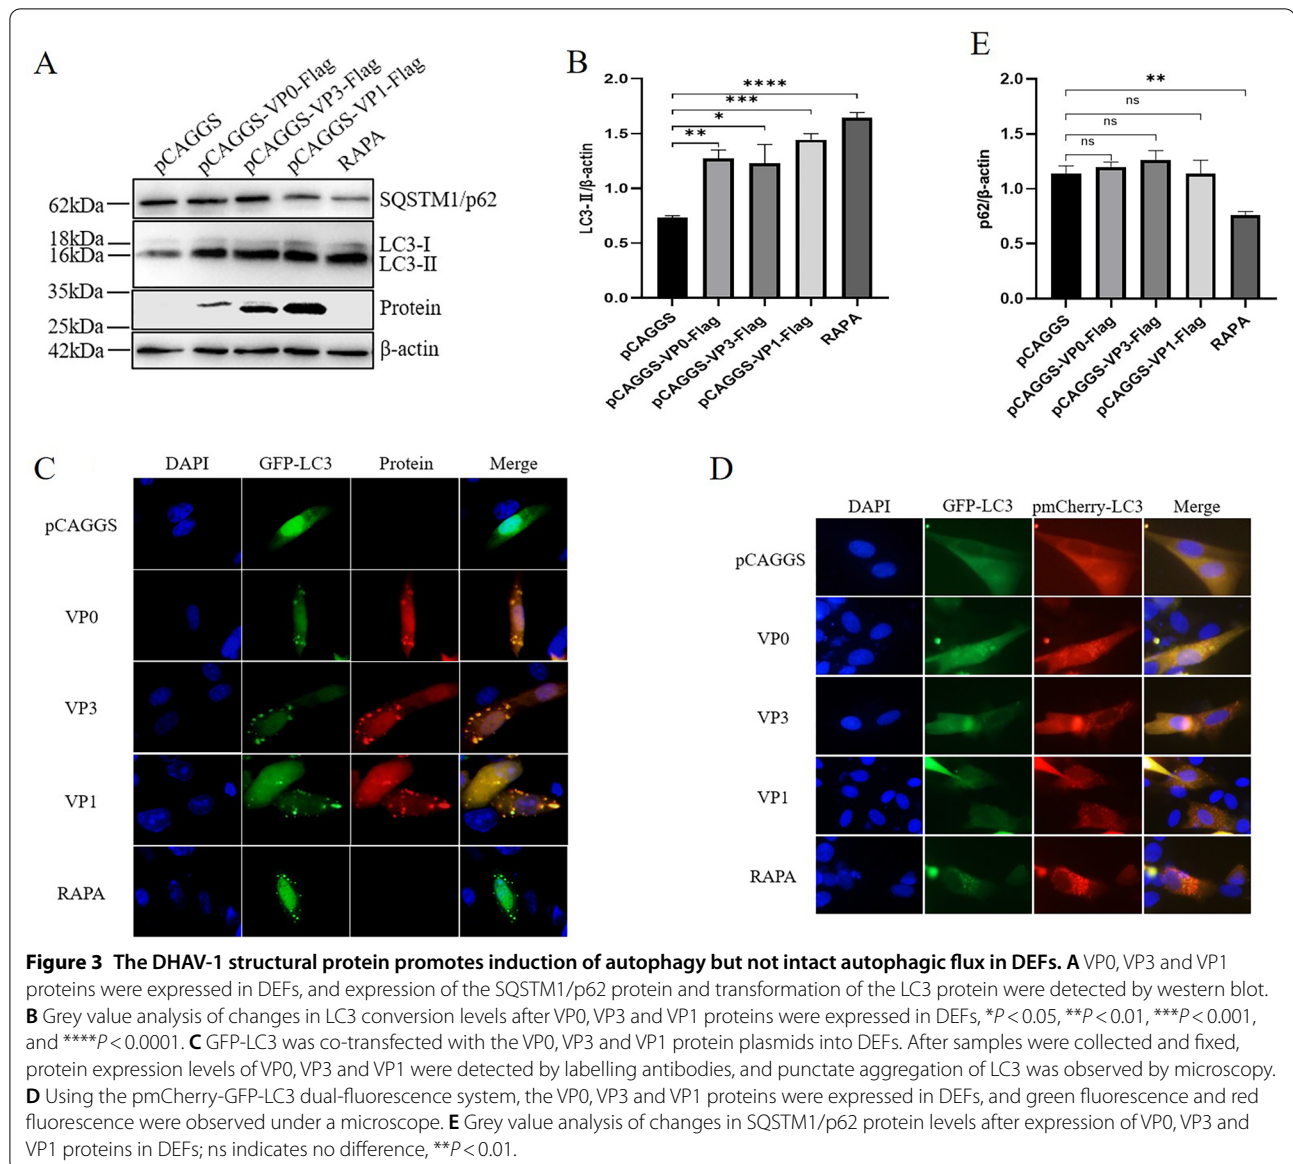 A
pCAGGS
pCAGGS-VP0-Flag
pCAGGS-VP3-Flag
pCAGGS-VP1-Flag
RAPA
62kDa
SQSTM1/p62
18kDa
LC3-I
16kDa
LC3-II
35kDa
Protein
25kDa
42kDa
β-actin
B
LC3-Ⅱ/β-actin
2.0
1.5
1.0
0.5
0.0
****
***
*
**
pCAGGS
pCAGGS-VP0-Flag
pCAGGS-VP3-Flag
pCAGGS-VP1-Flag
RAPA
E
p62/β-actin
2.0
1.5
1.0
0.5
0.0
**
ns
ns
ns
pCAGGS
pCAGGS-VP0-Flag
pCAGGS-VP3-Flag
pCAGGS-VP1-Flag
RAPA
C
DAPI GFP-LC3 Protein Merge
pCAGGS
VP0
VP3
VP1
RAPA
D
DAPI GFP-LC3 pmCherry-LC3 Merge
pCAGGS
VP0
VP3
VP1
RAPA
Figure 3 The DHAV-1 structural protein promotes induction of autophagy but not intact autophagic flux in DEFs. A VP0, VP3 and VP1
proteins were expressed in DEFs, and expression of the SQSTM1/p62 protein and transformation of the LC3 protein were detected by western blot.
B Grey value analysis of changes in LC3 conversion levels after VP0, VP3 and VP1 proteins were expressed in DEFs, *P < 0.05, **P < 0.01, ***P < 0.001,
and ****P < 0.0001. C GFP-LC3 was co-transfected with the VP0, VP3 and VP1 protein plasmids into DEFs. After samples were collected and fixed,
protein expression levels of VP0, VP3 and VP1 were detected by labelling antibodies, and punctate aggregation of LC3 was observed by microscopy.
D Using the pmCherry-GFP-LC3 dual-fluorescence system, the VP0, VP3 and VP1 proteins were expressed in DEFs, and green fluorescence and red
fluorescence were observed under a microscope. E Grey value analysis of changes in SQSTM1/p62 protein levels after expression of VP0, VP3 and
VP1 proteins in DEFs; ns indicates no difference, **P < 0.01.